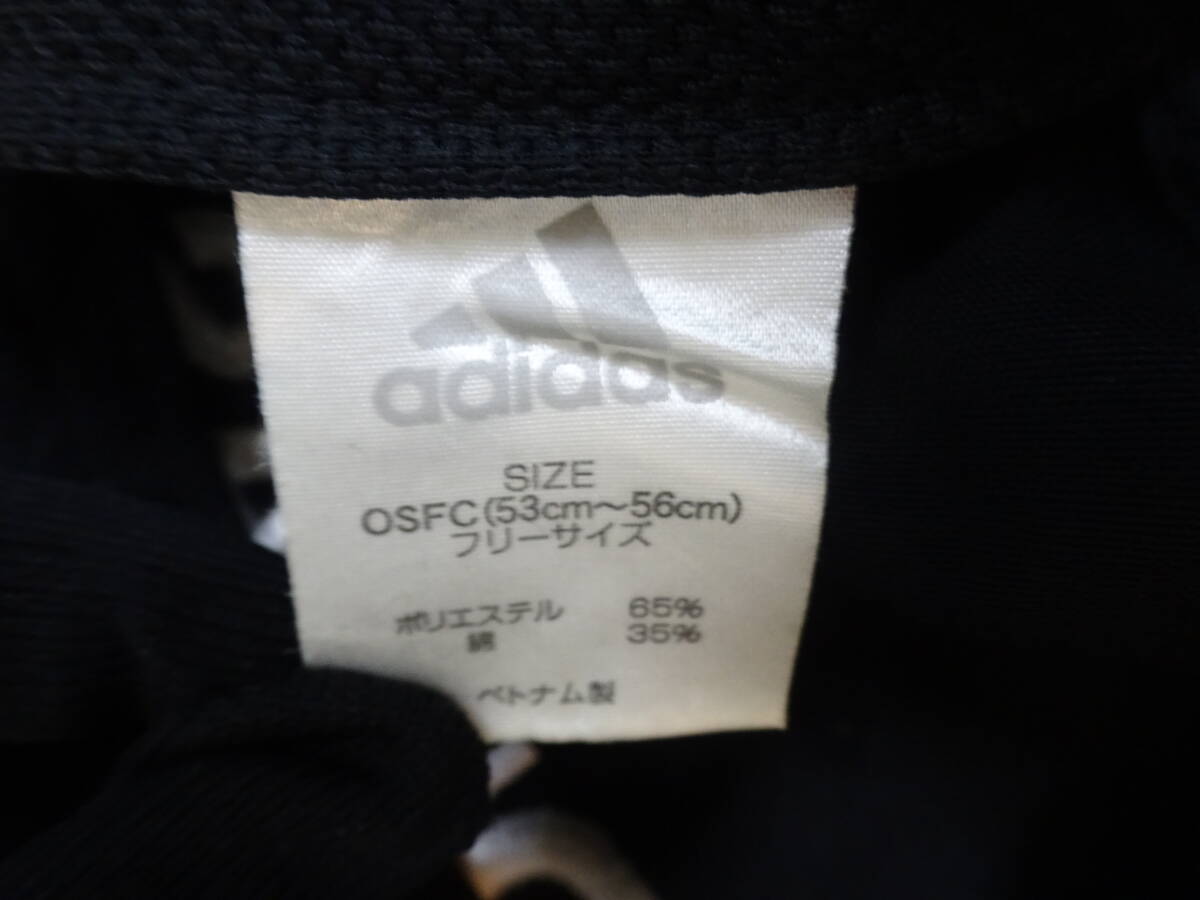 adidas
SIZE
OSFC(53cm～56cm)
フリーサイズ
ポリエステル 65%
綿 35%
ベトナム製